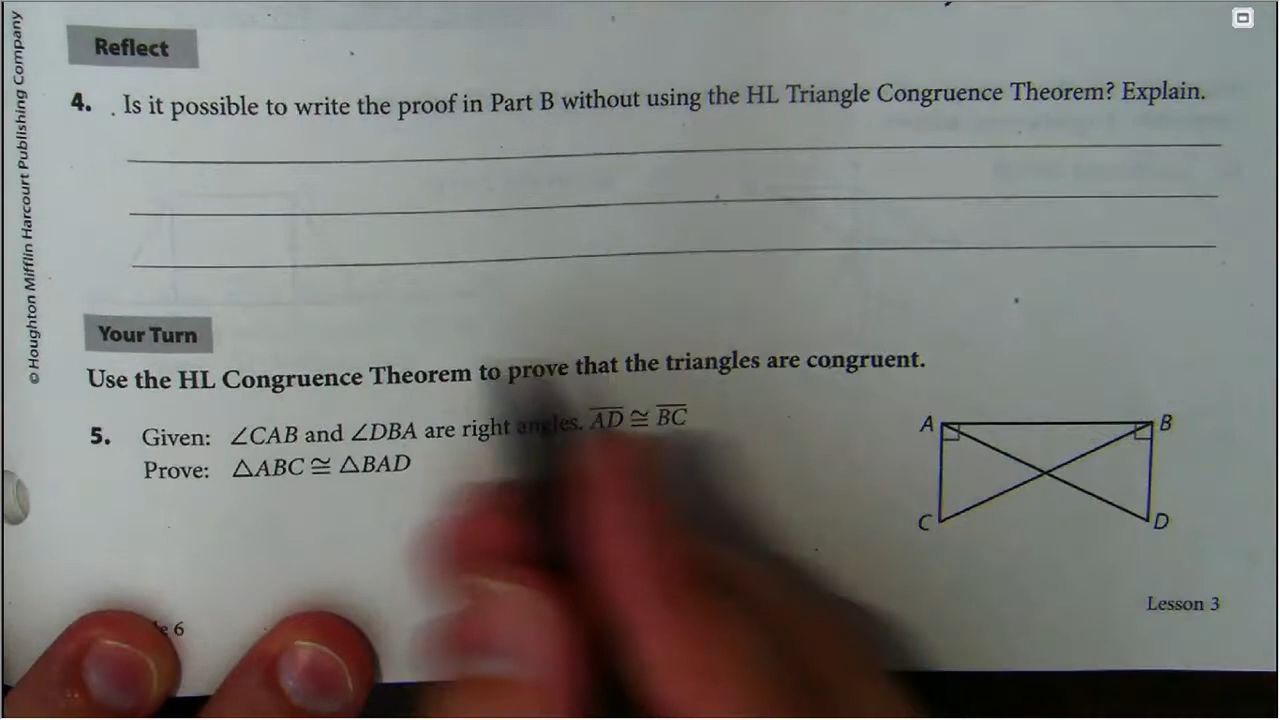 © Houghton Mifflin Harcourt Publishing Company
Reflect
4. Is it possible to write the proof in Part B without using the HL Triangle Congruence Theorem? Explain.
Your Turn
Use the HL Congruence Theorem to prove that the triangles are congruent.
5. Given: ∠CAB and ∠DBA are right angles. A̅D̅ ≅ B̅C̅
Prove: △ABC ≅ △BAD
A B
C D
Lesson 3
6